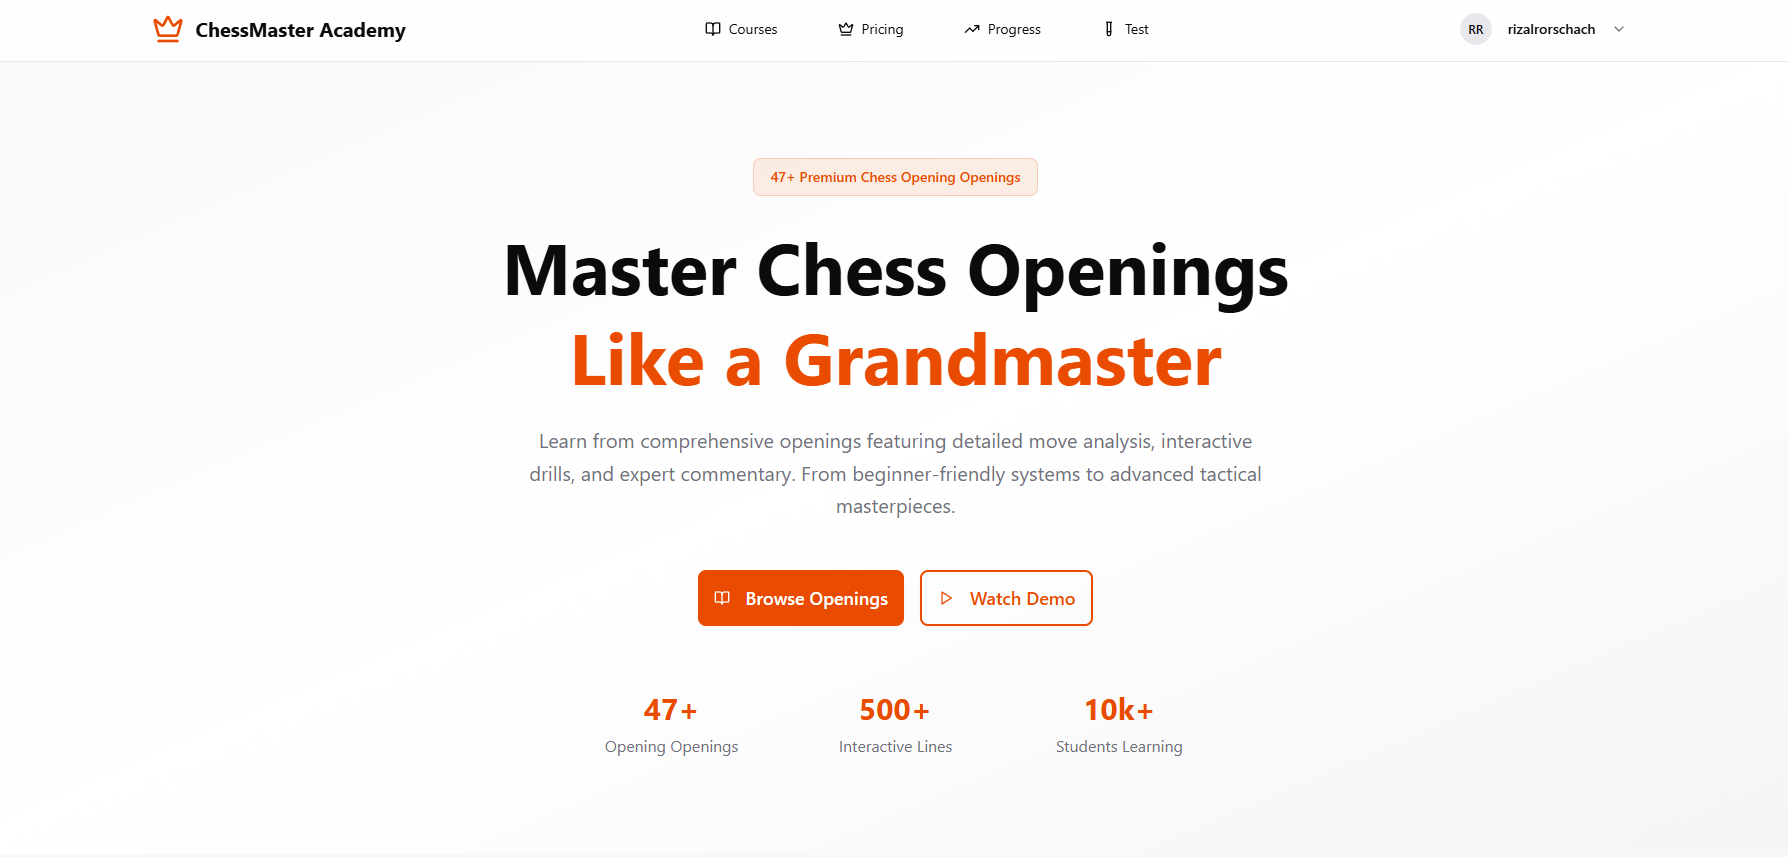 ChessMaster Academy
Courses
Pricing
Progress
Test
RR
rizalrorschach
47+ Premium Chess Opening Openings
Master Chess Openings
Like a Grandmaster
Learn from comprehensive openings featuring detailed move analysis, interactive
drills, and expert commentary. From beginner-friendly systems to advanced tactical
masterpieces.
Browse Openings
Watch Demo
47+
Opening Openings
500+
Interactive Lines
10k+
Students Learning